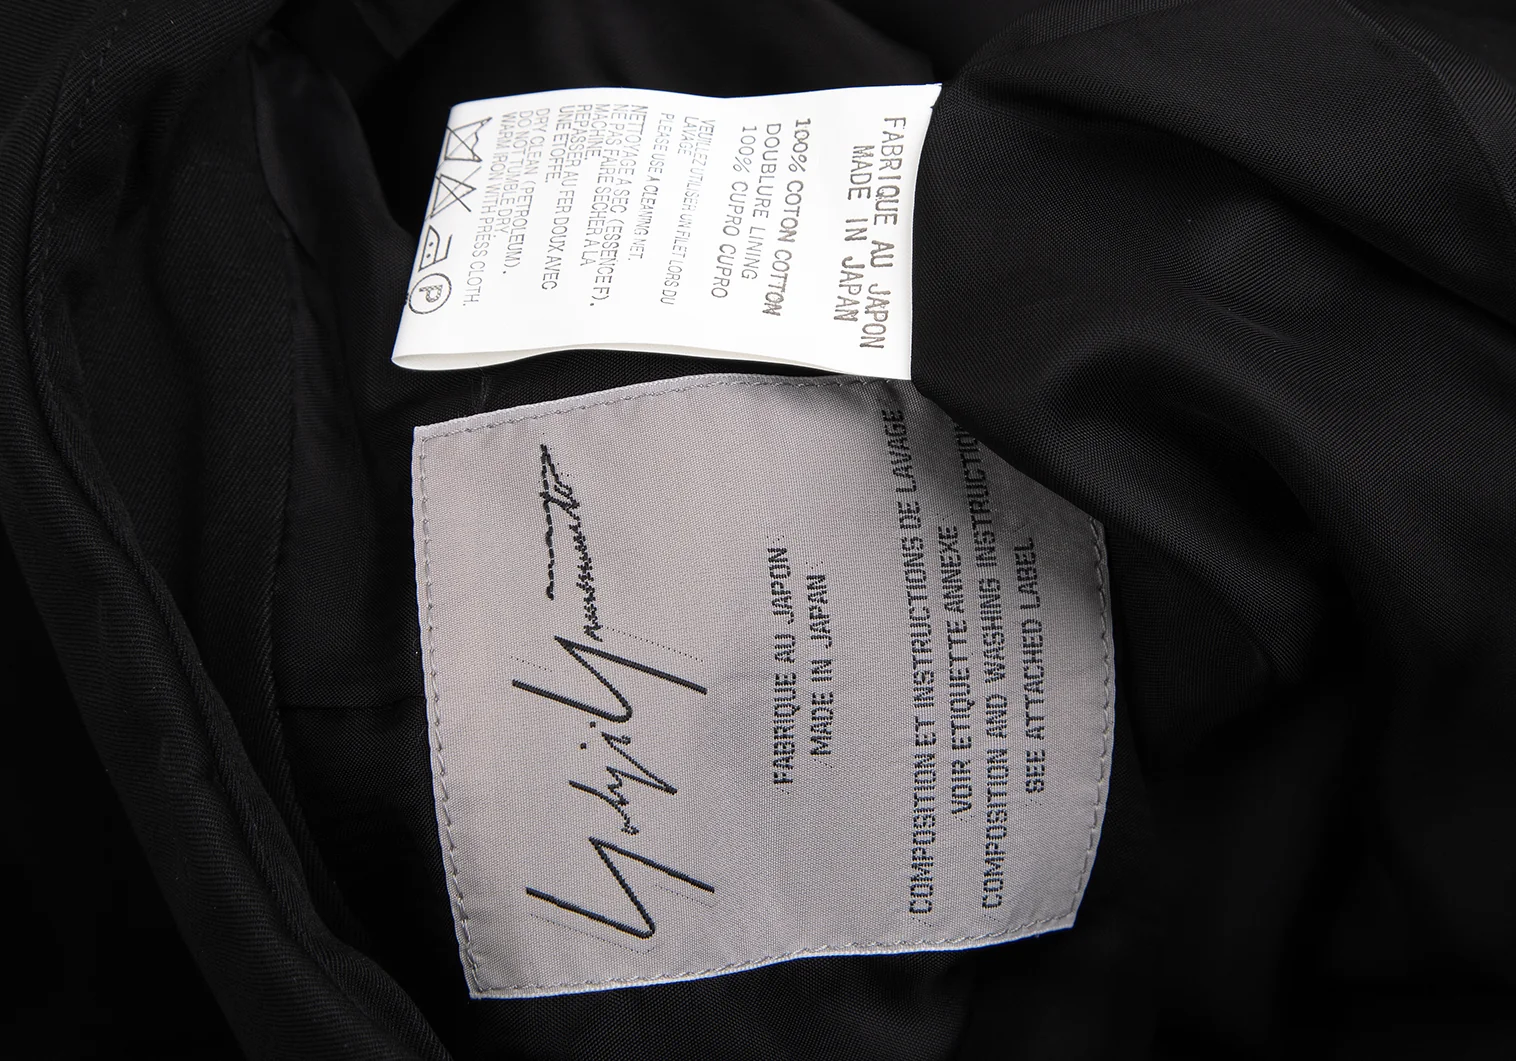 FABRIQUE AU JAPON
MADE IN JAPAN
100% COTON COTTON
DOUBLURE LINING
100% CUPRO CUPRO
VEUILLEZ UTILISER UN FILET LORS DU
LAVAGE
PLEASE USE A CLEANING NET.
NETTOYAGE A SEC (ESSENCE F).
NE PAS FAIRE SECHER A LA
MACHINE.
REPASSER AU FER DOUX AVEC
UNE ETOFFE.
DRY CLEAN (PETROLEUM).
DO NOT TUMBLE DRY.
WARM IRON WITH PRESS CLOTH.
P
Yohji Yamamoto
FABRIQUE AU JAPON
MADE IN JAPAN
COMPOSITION ET INSTRUCTIONS DE LAVAGE
VOIR ETIQUETTE ANNEXE
COMPOSITION AND WASHING INSTRUCTION
SEE ATTACHED LABEL